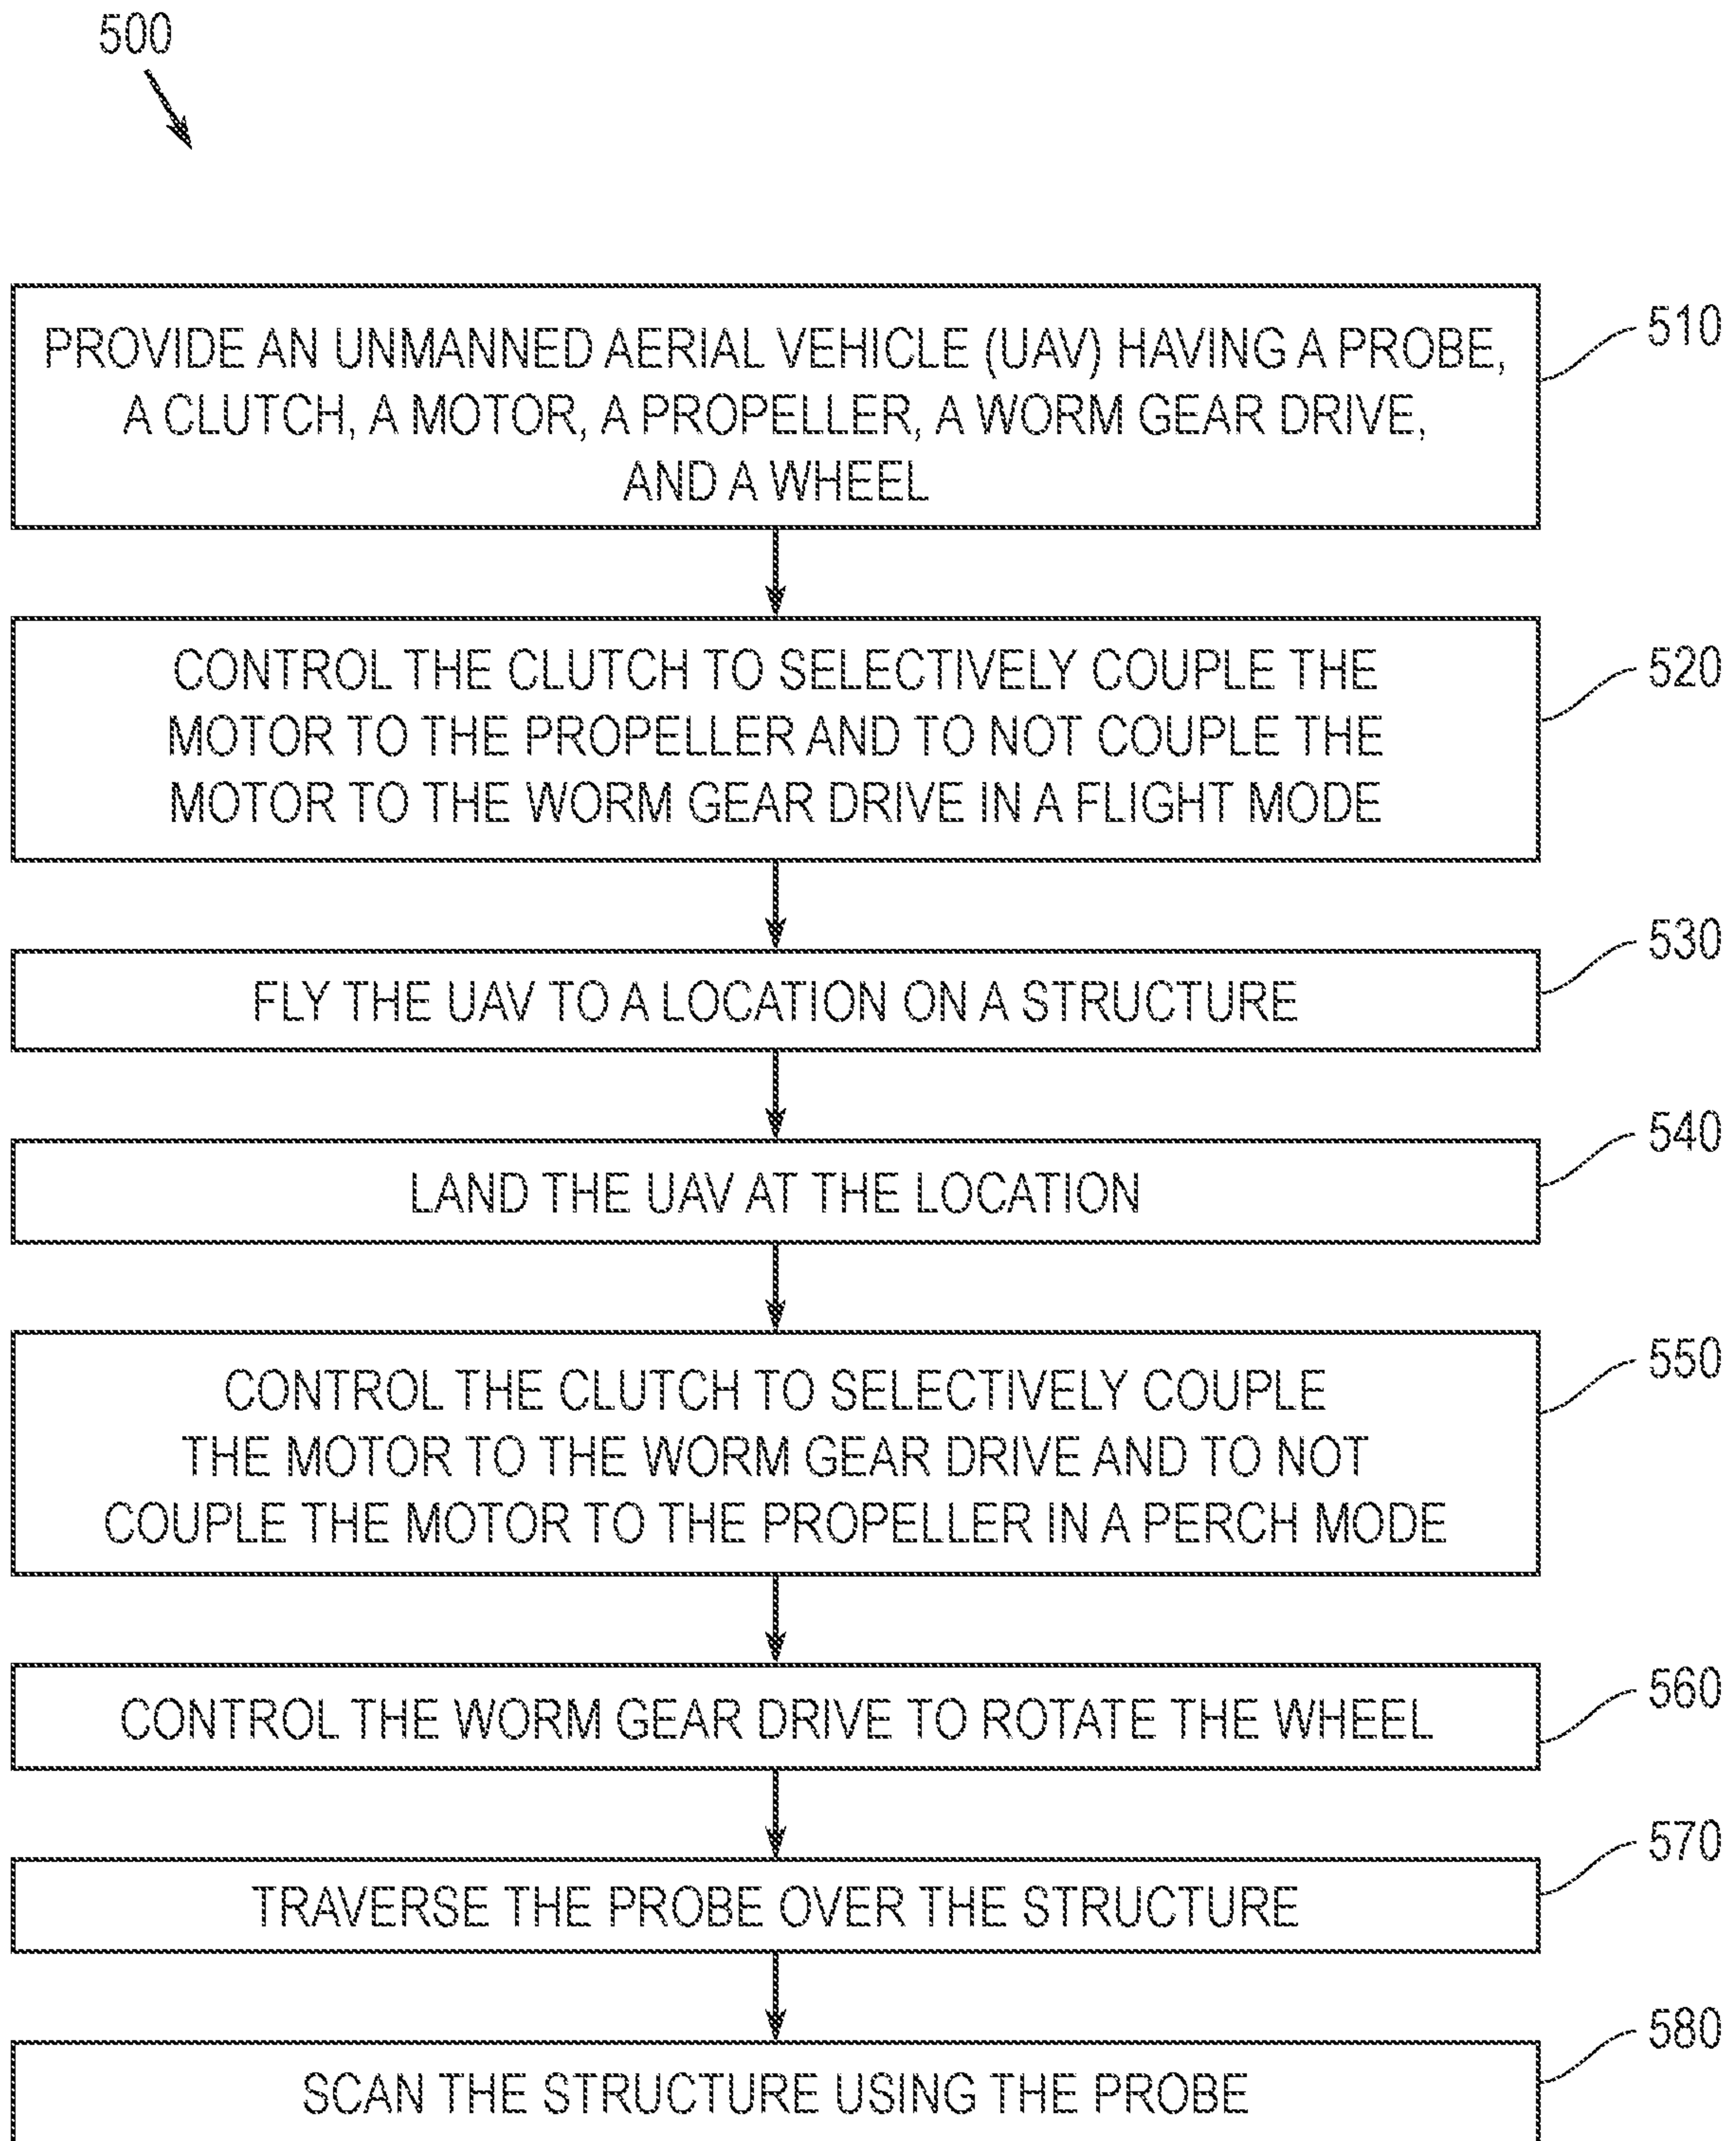 500
PROVIDE AN UNMANNED AERIAL VEHICLE (UAV) HAVING A PROBE,
A CLUTCH, A MOTOR, A PROPELLER, A WORM GEAR DRIVE,
AND A WHEEL
510
CONTROL THE CLUTCH TO SELECTIVELY COUPLE THE
MOTOR TO THE PROPELLER AND TO NOT COUPLE THE
MOTOR TO THE WORM GEAR DRIVE IN A FLIGHT MODE
520
FLY THE UAV TO A LOCATION ON A STRUCTURE
530
LAND THE UAV AT THE LOCATION
540
CONTROL THE CLUTCH TO SELECTIVELY COUPLE
THE MOTOR TO THE WORM GEAR DRIVE AND TO NOT
COUPLE THE MOTOR TO THE PROPELLER IN A PERCH MODE
550
CONTROL THE WORM GEAR DRIVE TO ROTATE THE WHEEL
560
TRAVERSE THE PROBE OVER THE STRUCTURE
570
SCAN THE STRUCTURE USING THE PROBE
580